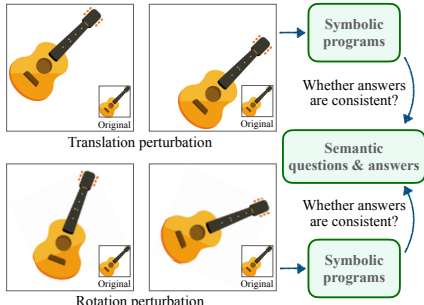 Original
Original
Translation perturbation
Original
Original
Rotation perturbation
Symbolic
programs
Whether answers
are consistent?
Semantic
questions & answers
Whether answers
are consistent?
Symbolic
programs